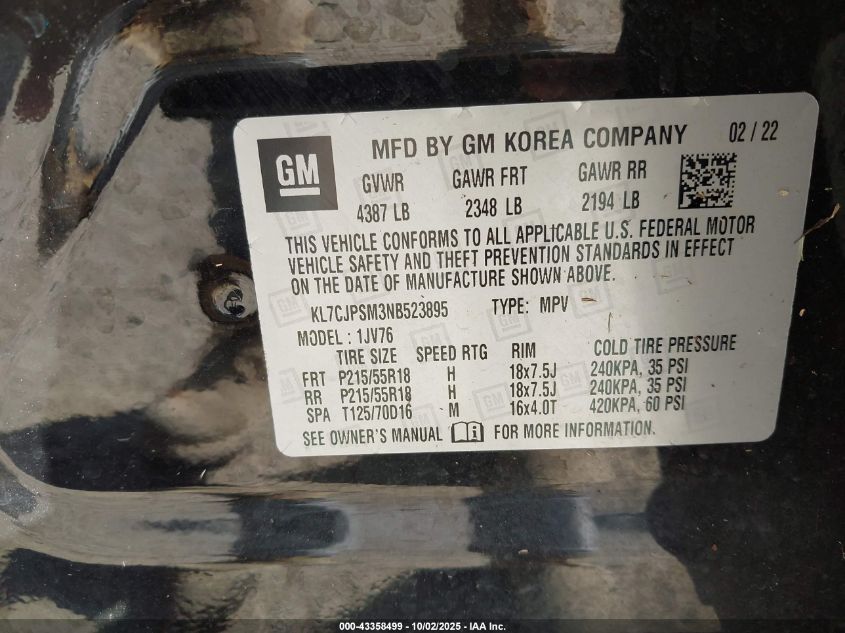 GM
MFD BY GM KOREA COMPANY 02 / 22
GVWR GAWR FRT GAWR RR
4387 LB 2348 LB 2194 LB
THIS VEHICLE CONFORMS TO ALL APPLICABLE U.S. FEDERAL MOTOR
VEHICLE SAFETY AND THEFT PREVENTION STANDARDS IN EFFECT
ON THE DATE OF MANUFACTURE SHOWN ABOVE.
KL7CJPSM3NB523895 TYPE: MPV
MODEL : 1JV76
TIRE SIZE SPEED RTG RIM COLD TIRE PRESSURE
FRT P215/55R18 H 18x7.5J 240KPA, 35 PSI
RR P215/55R18 H 18x7.5J 240KPA, 35 PSI
SPA T125/70D16 M 16x4.0T 420KPA, 60 PSI
SEE OWNER'S MANUAL i FOR MORE INFORMATION.
000-43358499 - 10/02/2025 - IAA Inc.